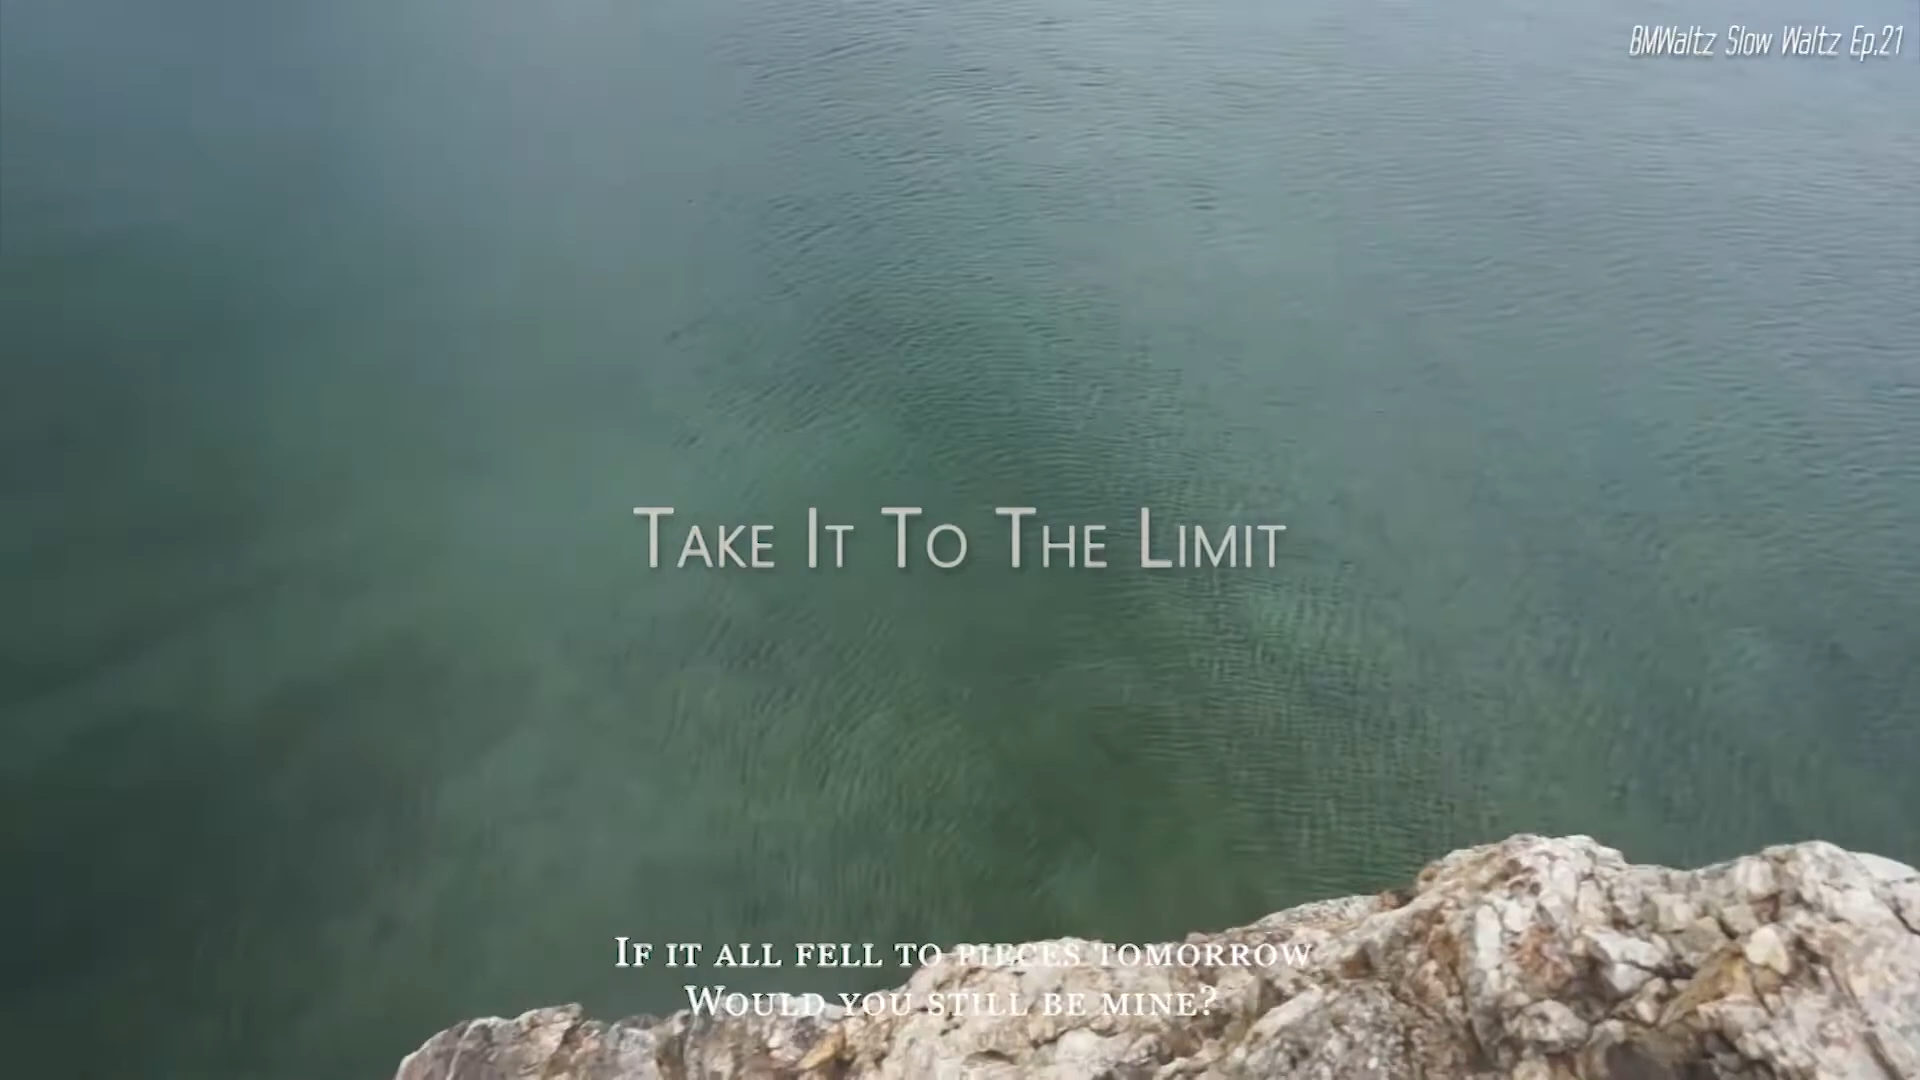 BMWaltz Slow Waltz Ep.21
Take It To The Limit
If it all fell to pieces tomorrow
Would you still be mine?